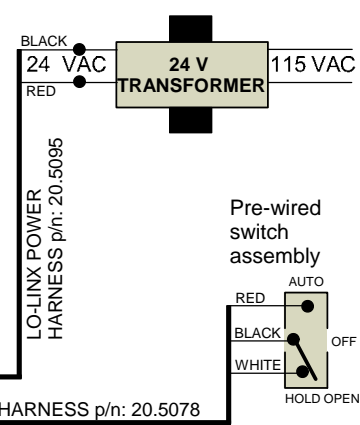 BLACK
24 VAC
RED
24 V
TRANSFORMER
115 VAC
LO-LINX POWER
HARNESS p/n: 20.5095
Pre-wired
switch
assembly
AUTO
RED
BLACK
OFF
WHITE
HOLD OPEN
HARNESS p/n: 20.5078